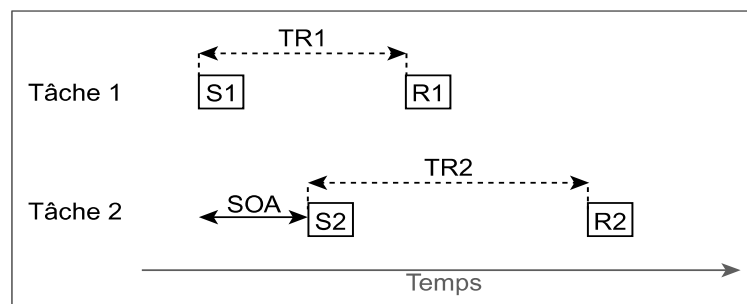 TR1
Tâche 1
S1
R1
TR2
Tâche 2
SOA
S2
R2
Temps